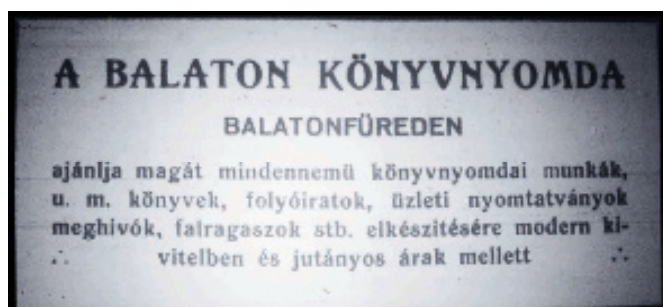 A BALATON KÖNYVNYOMDA
BALATONFÜREDEN
ajánlja magát mindennemü könyvnyomdai munkák,
u. m. könyvek, folyóiratok, üzleti nyomtatványok
meghivók, falragaszok stb. elkészitésére modern ki-
∴ vitelben és jutányos árak mellett ∴